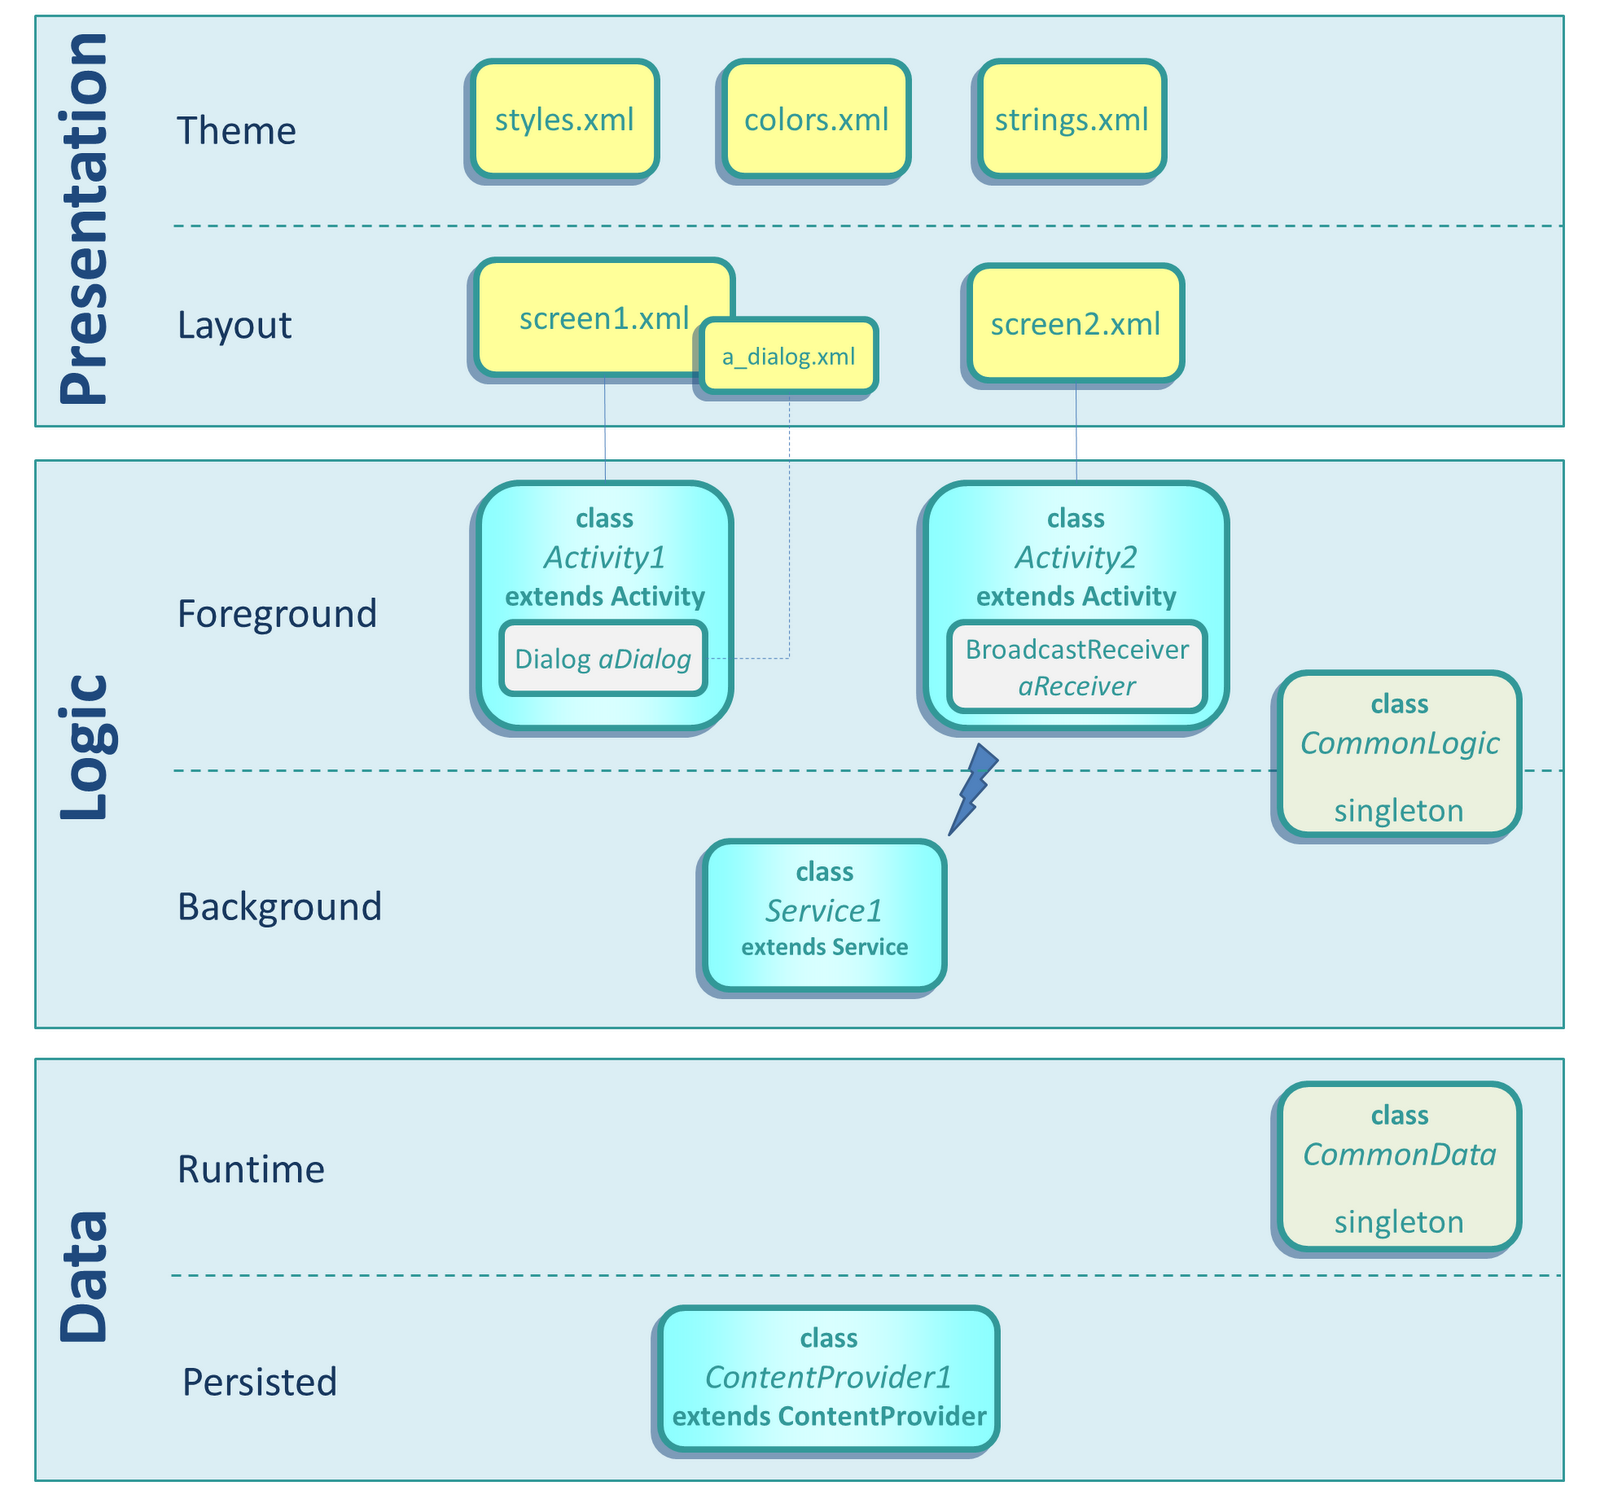 Presentation
Theme
styles.xml
colors.xml
strings.xml
Layout
screen1.xml
a_dialog.xml
screen2.xml
Logic
Foreground
class
Activity1
extends Activity
Dialog aDialog
class
Activity2
extends Activity
BroadcastReceiver
aReceiver
class
CommonLogic
singleton
Background
class
Service1
extends Service
Data
Runtime
class
CommonData
singleton
Persisted
class
ContentProvider1
extends ContentProvider